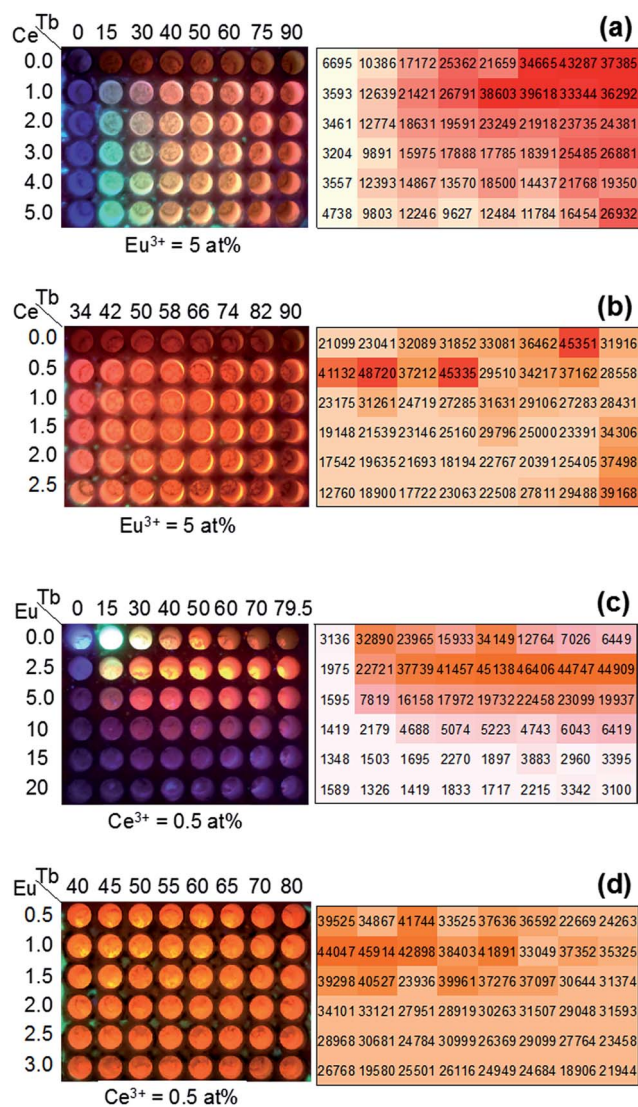 Tb
Ce 0 15 30 45 50 60 75 90 (a)
0.0 6695 10386 17172 25362 21659 34665 43287 37385
1.0 3593 12639 21421 26791 38603 39618 33344 36292
2.0 3461 12774 18631 19591 23249 21918 23735 24381
3.0 3204 9891 15975 17888 17785 18391 25485 26881
4.0 3557 12393 14867 13570 18500 14437 21768 19350
5.0 4738 9803 12246 9627 12484 11784 16454 26932
Eu3+ = 5 at%
Tb
Ce 34 42 50 58 66 74 82 90 (b)
0.0 21099 23041 32089 31852 33081 36462 45351 31916
0.5 41132 48720 37212 45335 29510 34217 37162 28558
1.0 23175 31261 24719 27285 31631 29106 27283 28431
1.5 19148 21539 23146 25160 29796 25000 23391 34306
2.0 17542 19635 21693 18194 22767 20391 25405 37498
2.5 12760 18900 17722 23063 22508 27811 29488 39168
Eu3+ = 5 at%
Tb
Eu 0 15 30 40 50 60 70 79.5 (c)
0.0 3136 32890 23965 15933 34149 12764 7026 6449
2.5 1975 22721 37739 41457 45138 46406 44747 44909
5.0 1595 7819 16158 17972 19732 22458 23099 19937
10 1419 2179 4688 5074 5223 4743 6043 6419
15 1348 1503 1695 2270 1897 3883 2960 3395
20 1589 1326 1419 1833 1717 2215 3342 3100
Ce3+ = 0.5 at%
Tb
Eu 40 45 50 55 60 65 70 80 (d)
0.5 39525 34867 41744 33525 37636 36592 22669 24263
1.0 44047 45914 42898 38403 41891 33049 37352 35325
1.5 39298 40527 23936 39961 37276 37097 30644 31374
2.0 34101 33121 27951 28919 30263 31507 29048 31593
2.5 28968 30681 24784 30999 26369 29099 27764 23458
3.0 26768 19580 25501 26116 24949 24684 18906 21944
Ce3+ = 0.5 at%